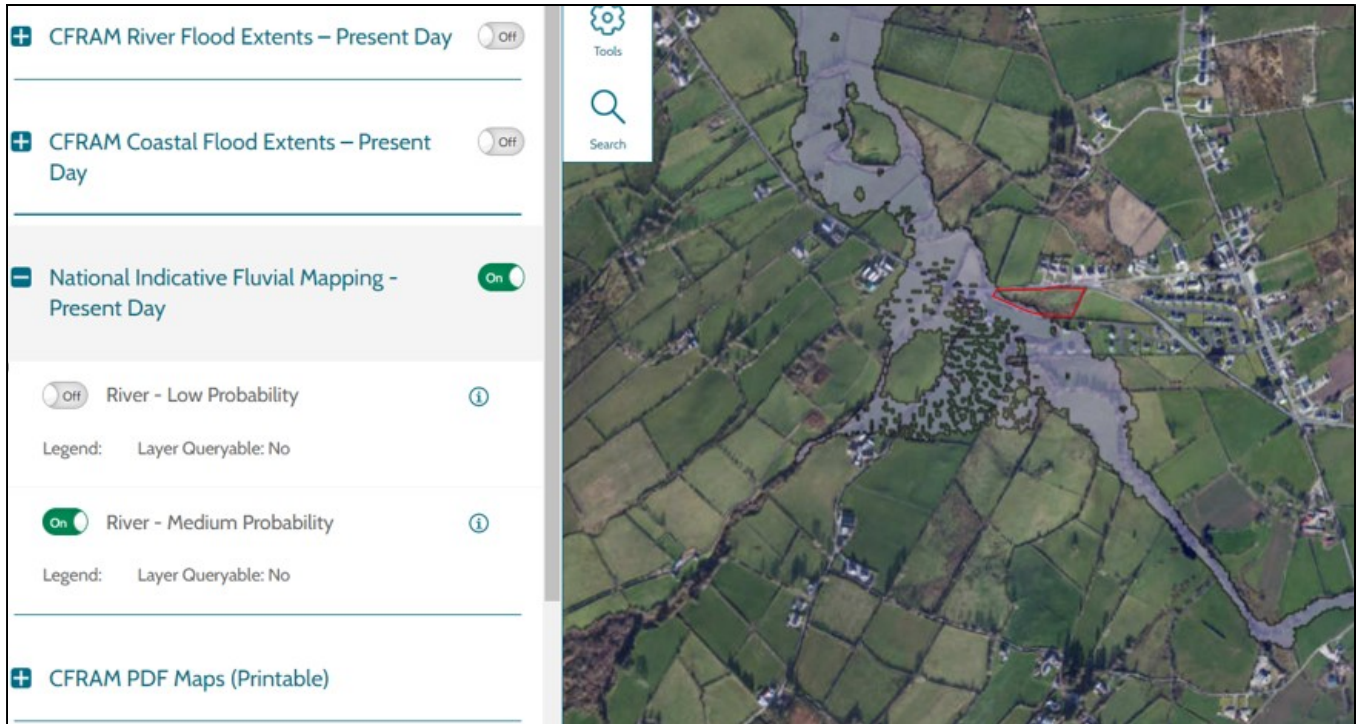 CFRAM River Flood Extents – Present Day
Off
Tools
Search
CFRAM Coastal Flood Extents – Present
Day
Off
National Indicative Fluvial Mapping -
Present Day
On
Off
River - Low Probability
Legend: Layer Queryable: No
On
River - Medium Probability
Legend: Layer Queryable: No
CFRAM PDF Maps (Printable)